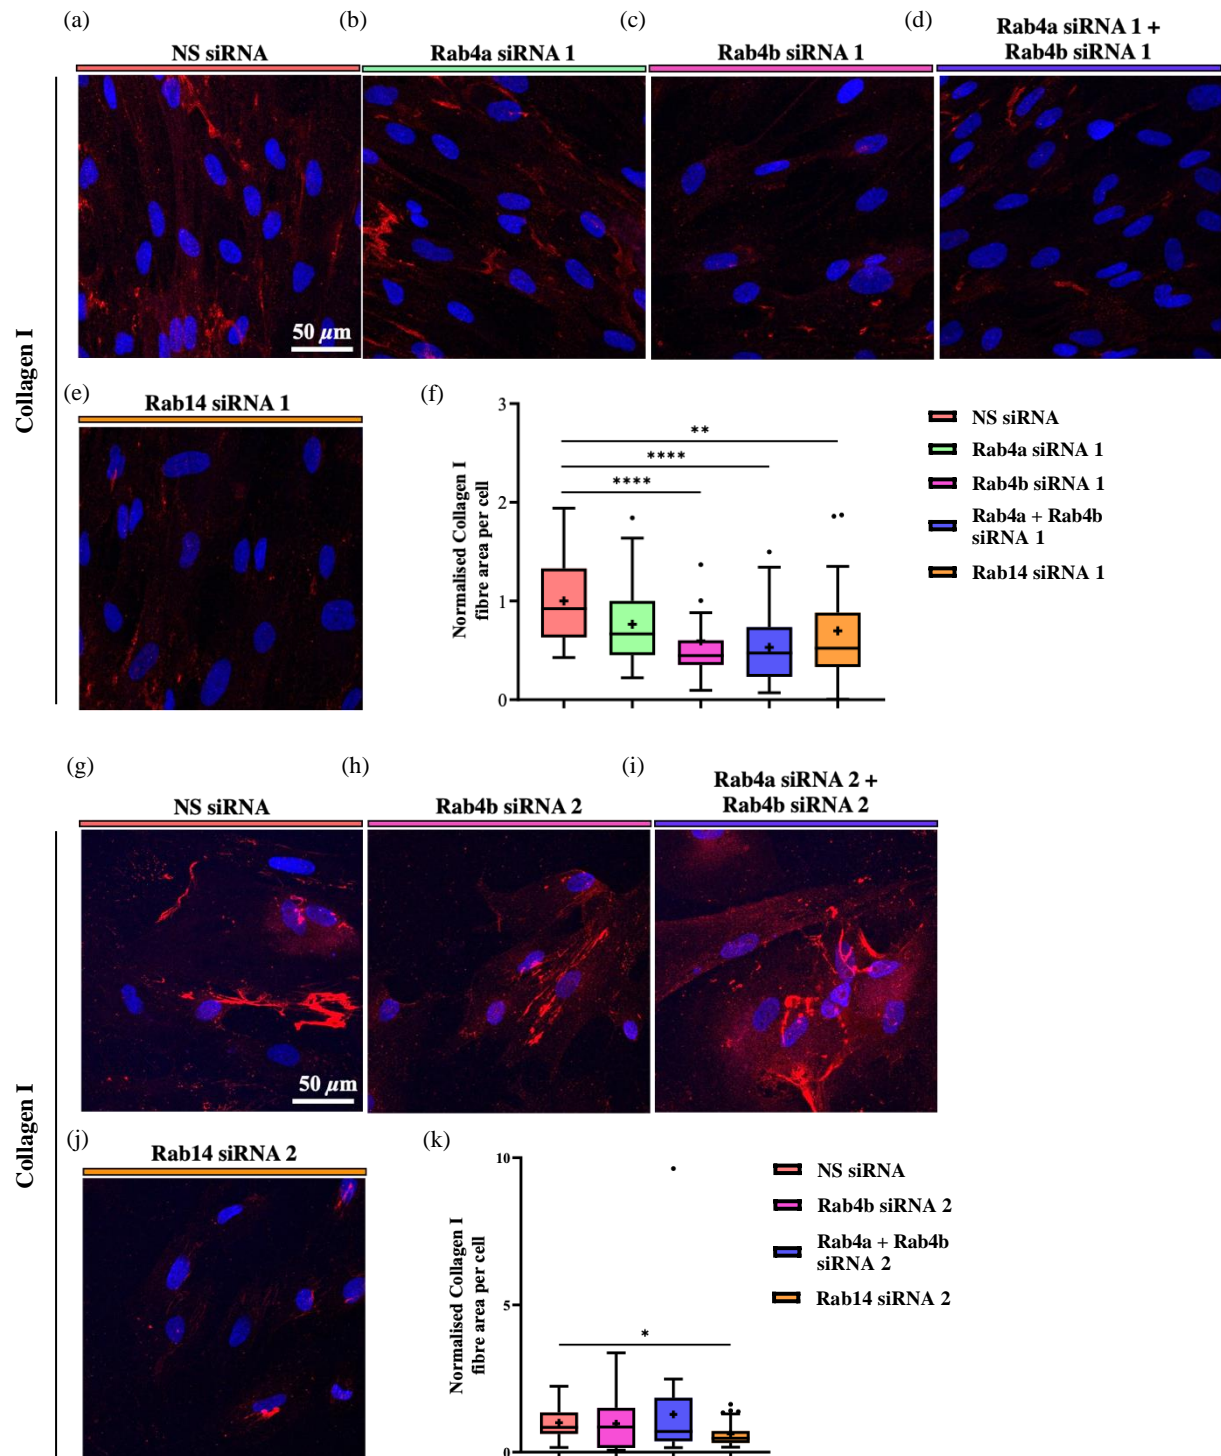 (a)
(b)
(c)
(d)
NS siRNA
Rab4a siRNA 1
Rab4b siRNA 1
Rab4a siRNA 1 +
Rab4b siRNA 1
50 µm
Collagen I
(e)
Rab14 siRNA 1
(f)
3
2
1
0
Normalised Collagen I
fibre area per cell
**
****
****
NS siRNA
Rab4a siRNA 1
Rab4b siRNA 1
Rab4a + Rab4b
siRNA 1
Rab14 siRNA 1
(g)
(h)
(i)
NS siRNA
Rab4b siRNA 2
Rab4a siRNA 2 +
Rab4b siRNA 2
50 µm
Collagen I
(j)
Rab14 siRNA 2
(k)
10
5
0
Normalised Collagen I
fibre area per cell
*
NS siRNA
Rab4b siRNA 2
Rab4a + Rab4b
siRNA 2
Rab14 siRNA 2